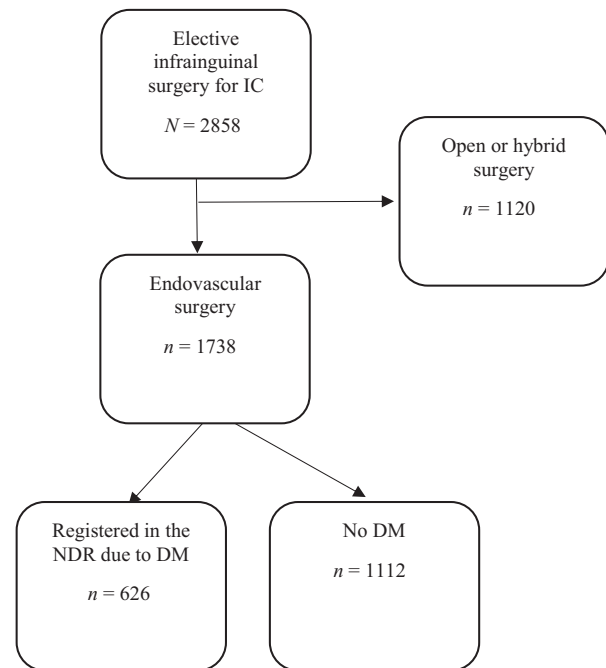 Elective
infrainguinal
surgery for IC
N = 2858
Open or hybrid
surgery
n = 1120
Endovascular
surgery
n = 1738
Registered in the
NDR due to DM
n = 626
No DM
n = 1112